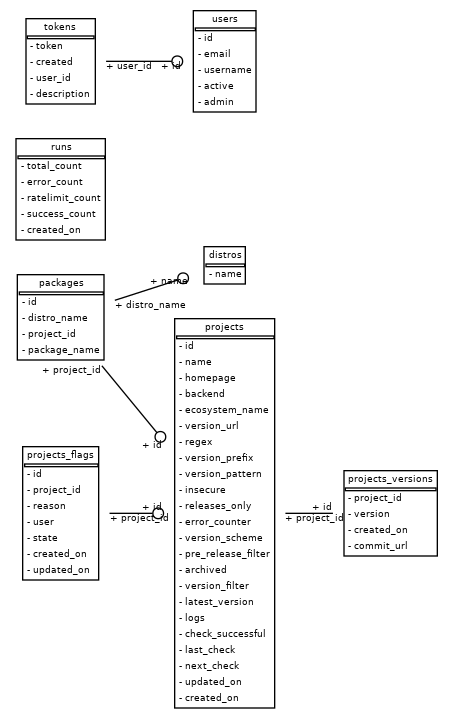 tokens
- token
- created
- user_id
- description
+ user_id
+ id
users
- id
- email
- username
- active
- admin
runs
- total_count
- error_count
- ratelimit_count
- success_count
- created_on
distros
- name
packages
- id
- distro_name
- project_id
- package_name
+ name
+ distro_name
+ project_id
+ id
projects
- id
- name
- homepage
- backend
- ecosystem_name
- version_url
- regex
- version_prefix
- version_pattern
- insecure
- releases_only
- error_counter
- version_scheme
- pre_release_filter
- archived
- version_filter
- latest_version
- logs
- check_successful
- last_check
- next_check
- updated_on
- created_on
projects_flags
- id
- project_id
- reason
- user
- state
- created_on
- updated_on
+ id
+ project_id
+ id
+ project_id
projects_versions
- project_id
- version
- created_on
- commit_url